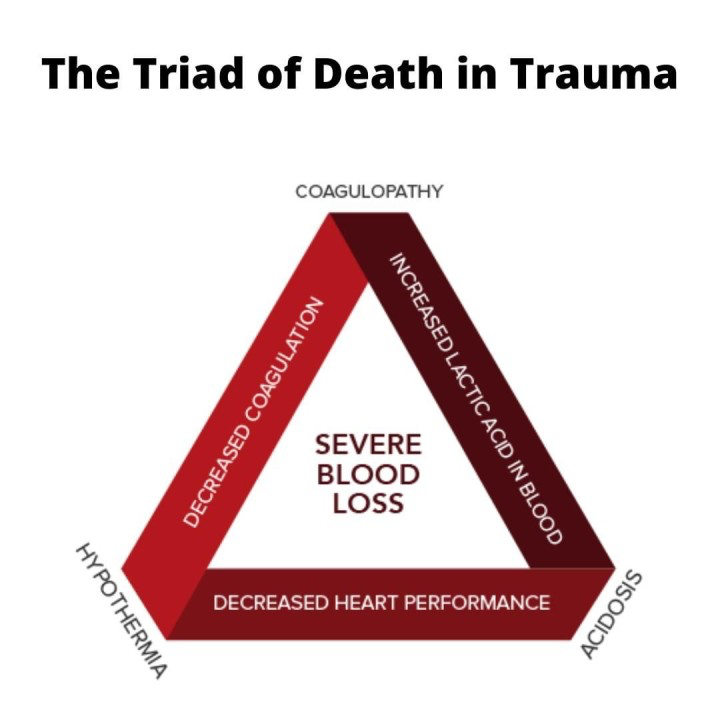 The Triad of Death in Trauma
COAGULOPATHY
DECREASED COAGULATION
INCREASED LACTIC ACID IN BLOOD
SEVERE
BLOOD
LOSS
HYPOTHERMIA
DECREASED HEART PERFORMANCE
ACIDOSIS